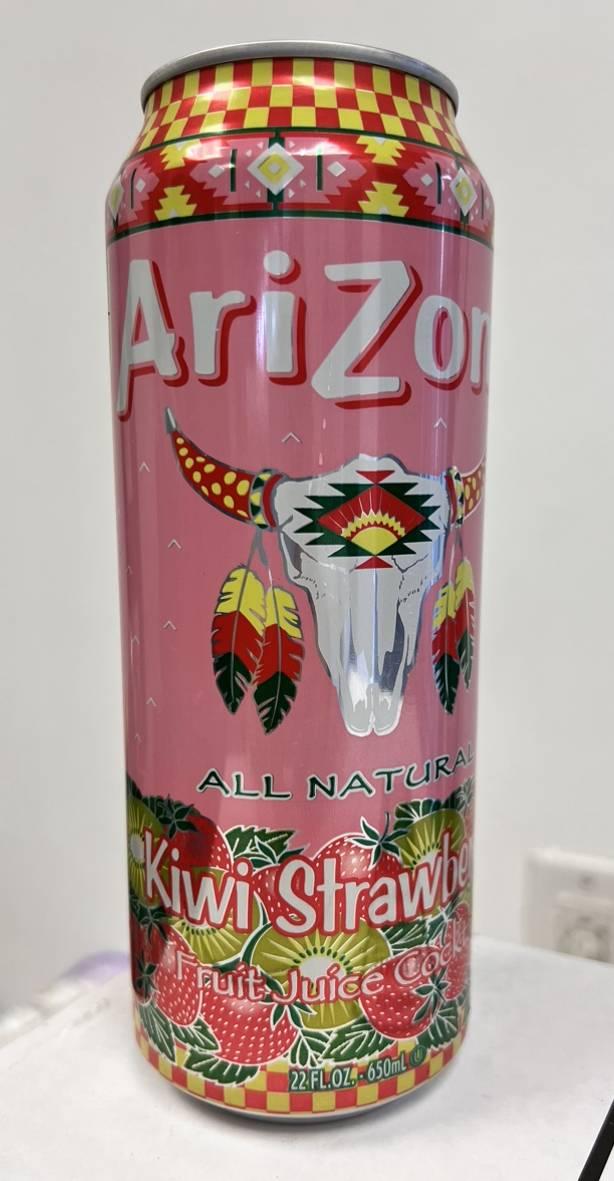 AriZon
ALL NATURAL
Kiwi Strawbe
Fruit Juice Cock
22 FL.OZ. - 650mL